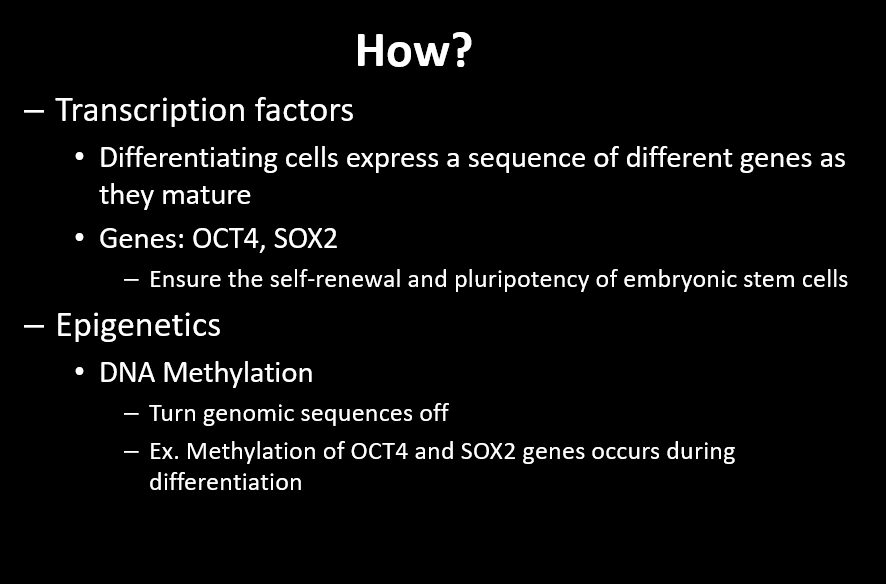 How?
– Transcription factors
• Differentiating cells express a sequence of different genes as
they mature
• Genes: OCT4, SOX2
– Ensure the self-renewal and pluripotency of embryonic stem cells
– Epigenetics
• DNA Methylation
– Turn genomic sequences off
– Ex. Methylation of OCT4 and SOX2 genes occurs during
differentiation